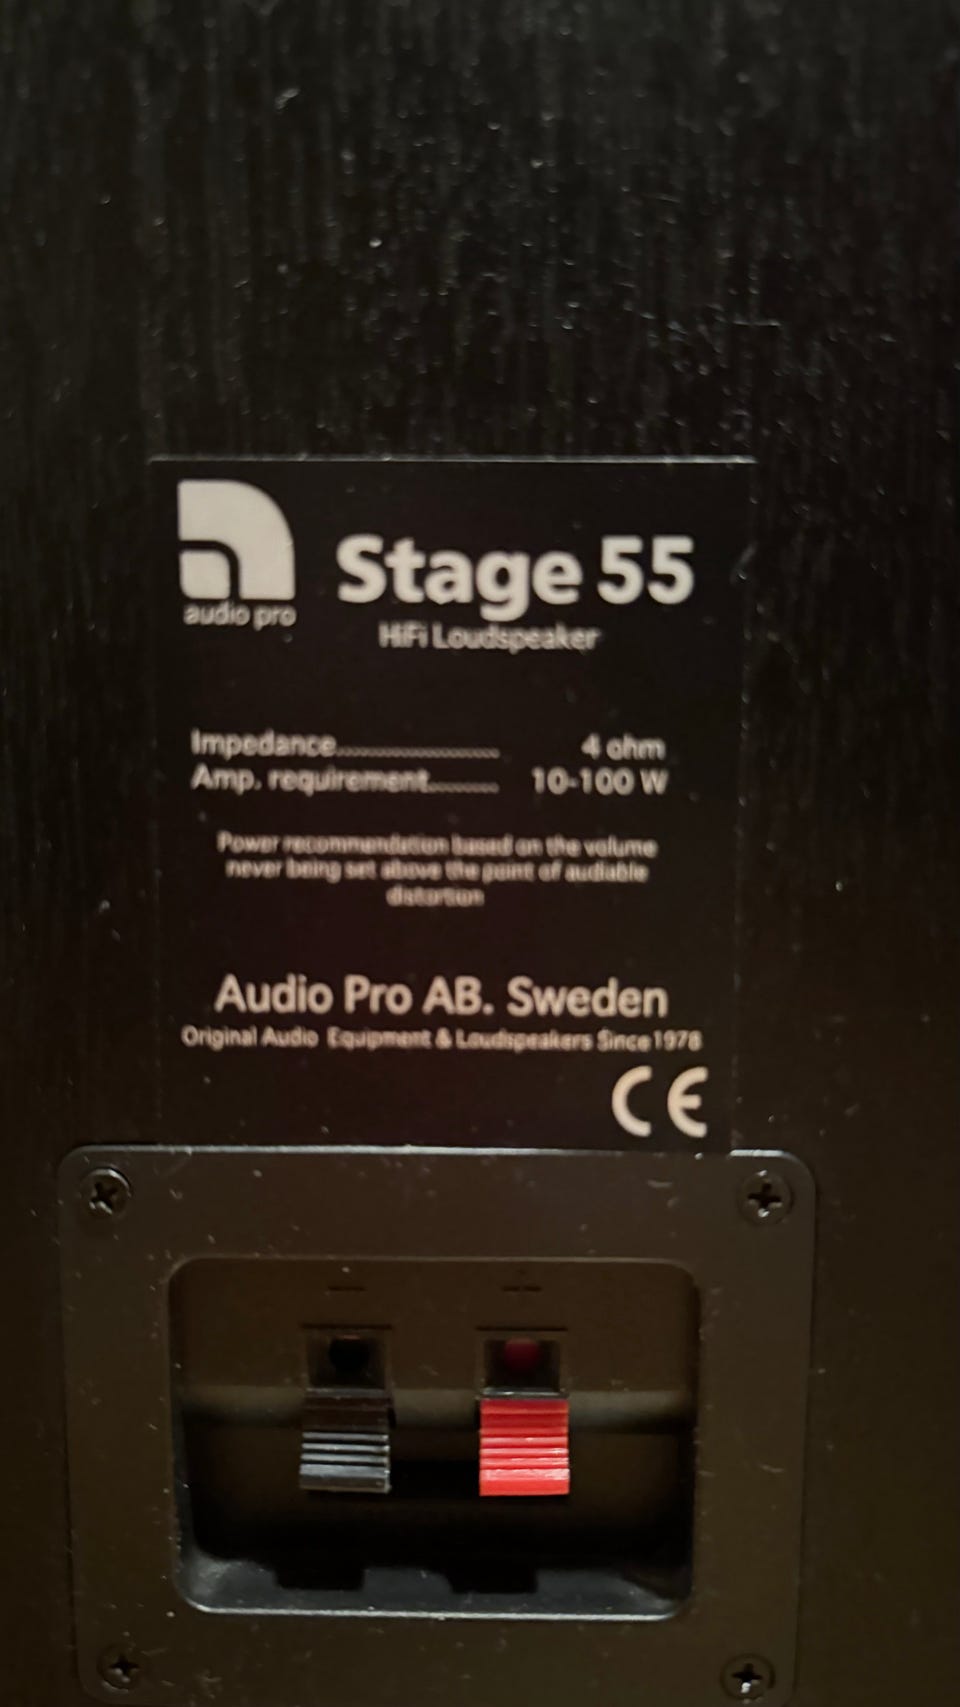 audio pro
Stage 55
HiFi Loudspeaker
Impedance.................... 4 ohm
Amp. requirement......... 10-100 W
Power recommendation based on the volume
never being set above the point of audiable
distortion
Audio Pro AB. Sweden
Original Audio Equipment & Loudspeakers Since 1978
CE